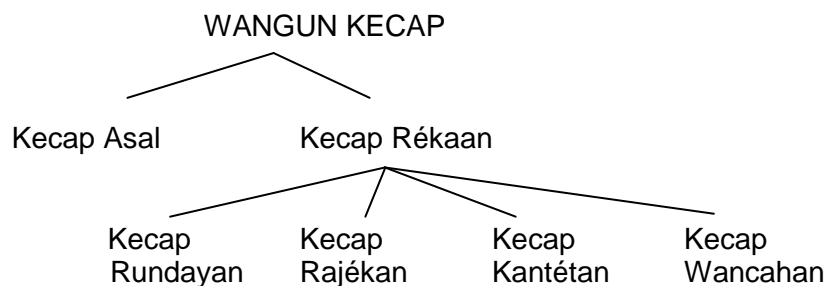 WANGUN KECAP
Kecap Asal Kecap Rékaan
Kecap Kecap Kecap Kecap
Rundayan Rajékan Kantétan Wancahan